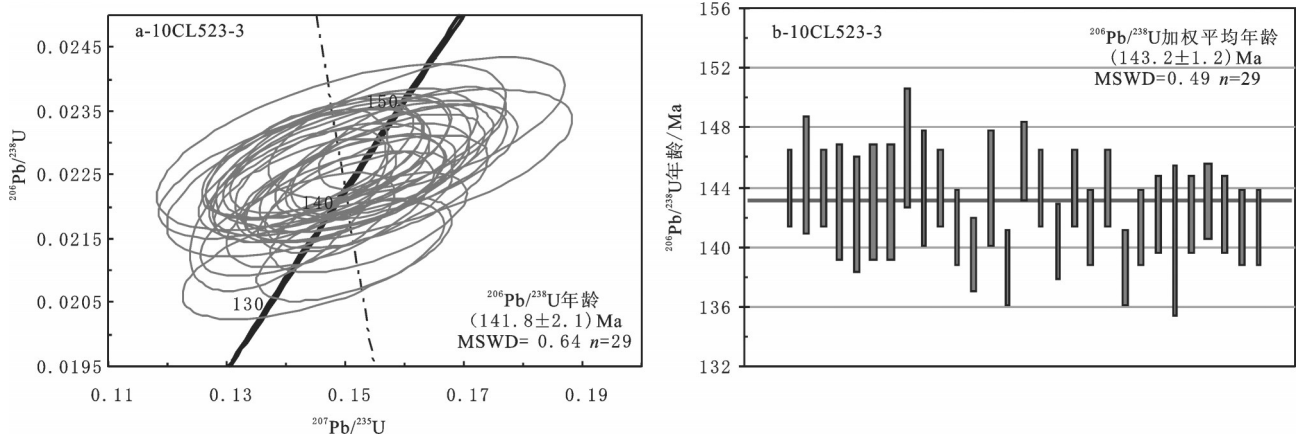 a-10CL523-3
0.0245
0.0235
0.0225
0.0215
0.0205
0.0195
²⁰⁶Pb/²³⁸U
150
140
130
²⁰⁶Pb/²³⁸U年龄
(141.8±2.1)Ma
MSWD= 0.64 n=29
0.11 0.13 0.15 0.17 0.19
²⁰⁷Pb/²³⁵U
b-10CL523-3
²⁰⁶Pb/²³⁸U加权平均年龄
(143.2±1.2)Ma
MSWD=0.49 n=29
156
152
148
144
140
136
132
²⁰⁶Pb/²³⁸U年龄/Ma